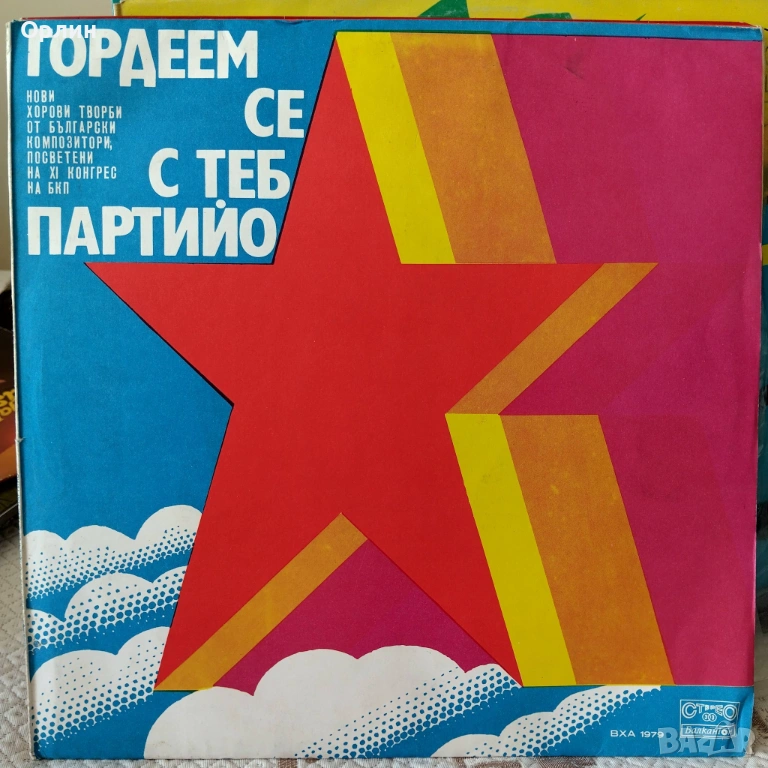 Орлин
ГОРДЕЕМ
СЕ
С ТЕБ
ПАРТИЙО
НОВИ
ХОРОВИ ТВОРБИ
ОТ БЪЛГАРСКИ
КОМПОЗИТОРИ,
ПОСВЕТЕНИ
НА XI КОНГРЕС
НА БКП
ВХА 1979
СТЕРЕО
Балкантон
BAZAR